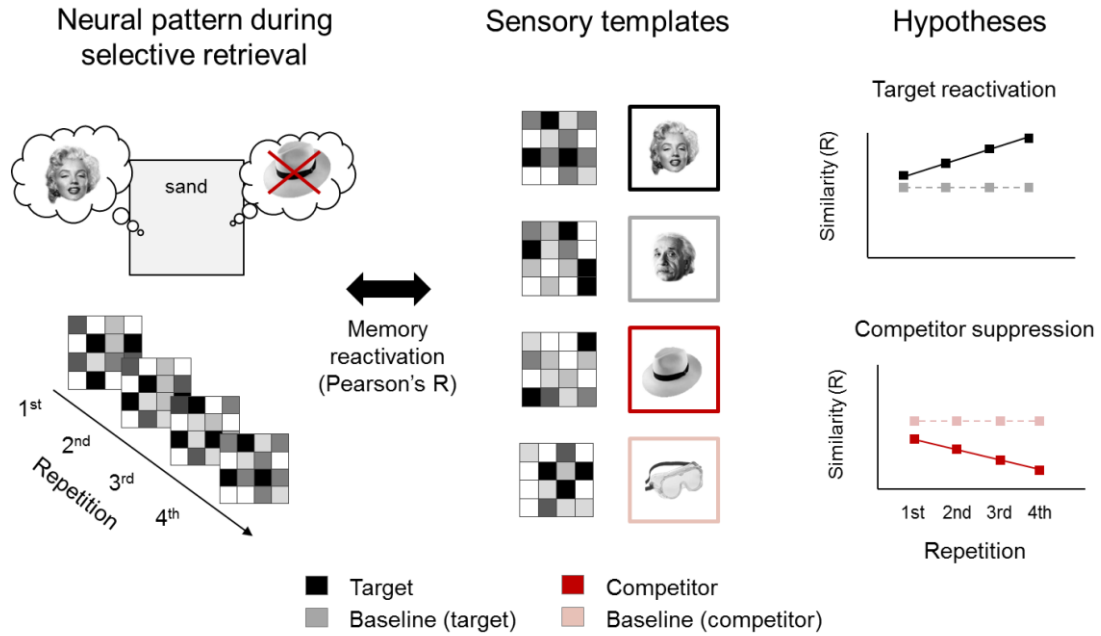 Neural pattern during
selective retrieval
sand
1st
2nd
3rd
4th
Repetition
Memory
reactivation
(Pearson's R)
Sensory templates
Hypotheses
Target reactivation
Similarity (R)
Competitor suppression
Similarity (R)
1st 2nd 3rd 4th
Repetition
Target
Baseline (target)
Competitor
Baseline (competitor)